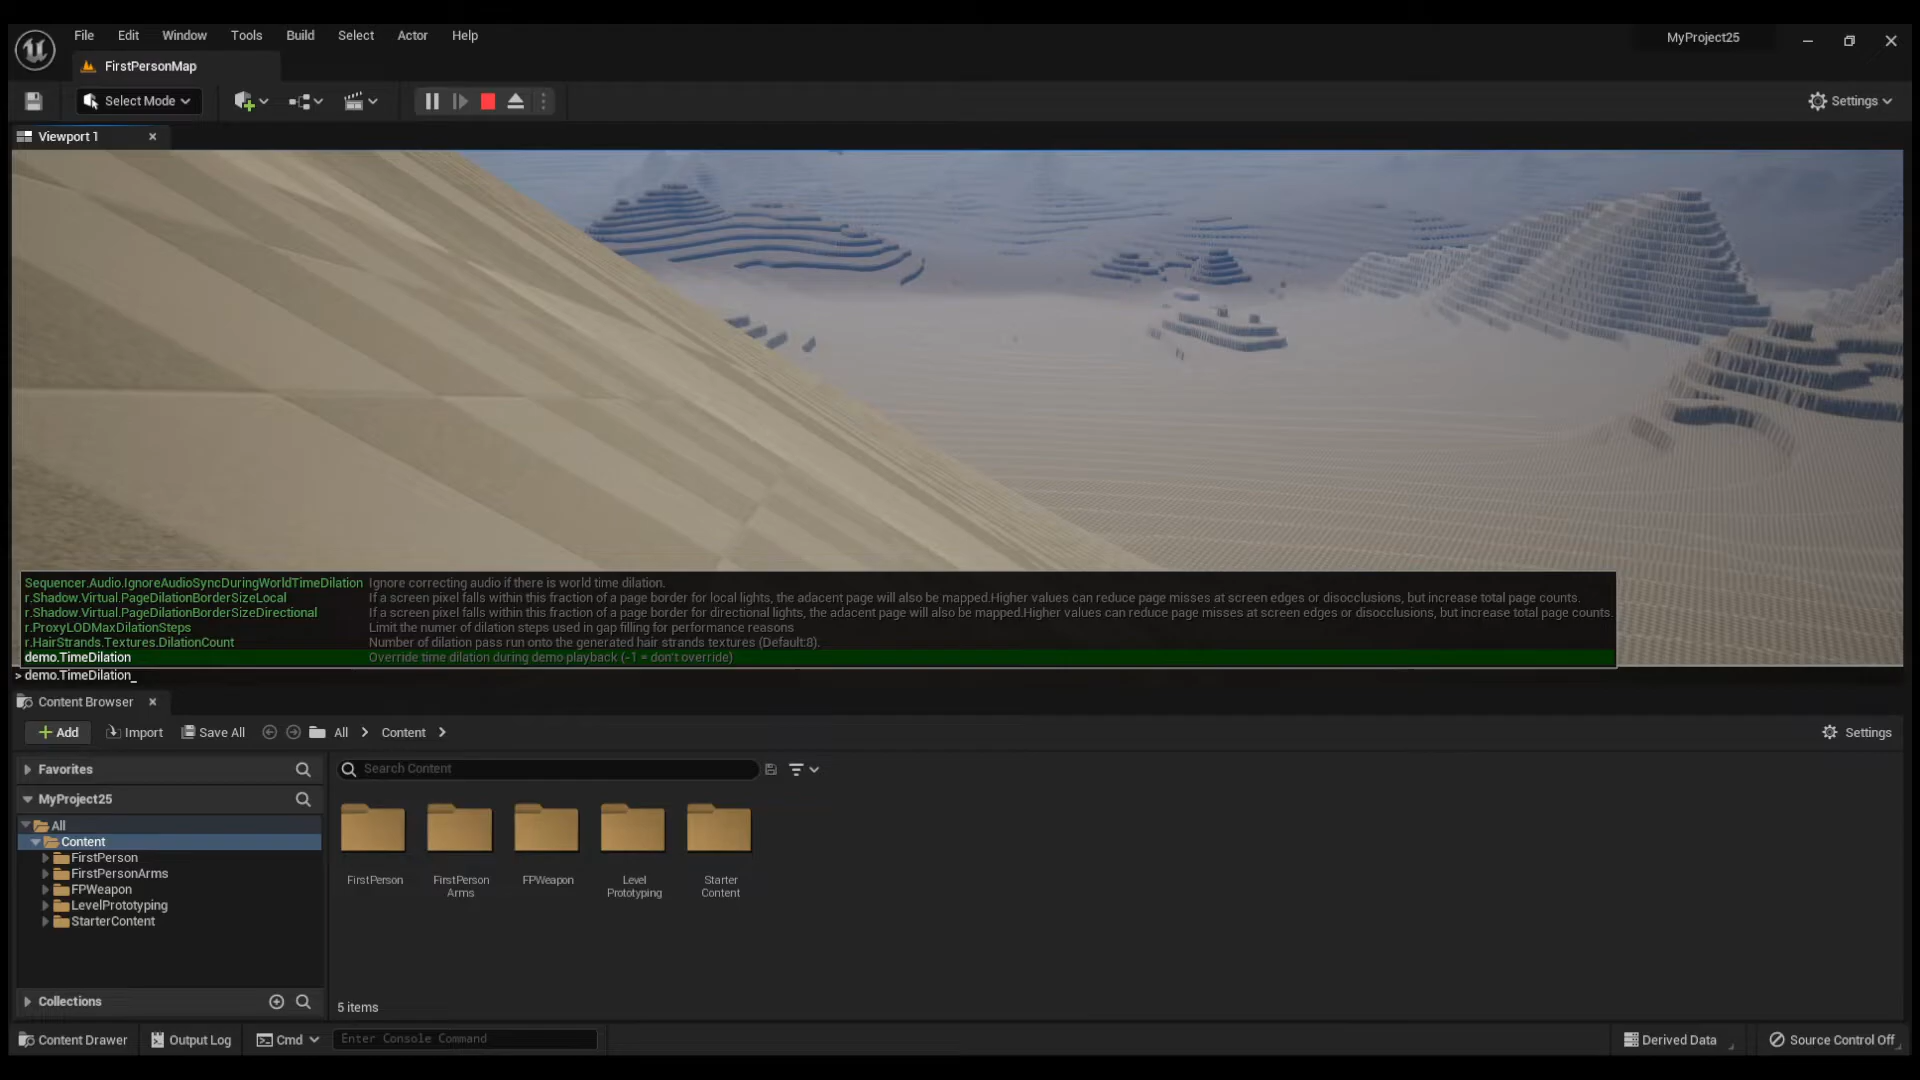 File Edit Window Tools Build Select Actor Help
MyProject25
FirstPersonMap
Select Mode
Settings
Viewport 1
Sequencer.Audio.IgnoreAudioSyncDuringWorldTimeDilation Ignore correcting audio if there is world time dilation.
r.Shadow.Virtual.PageDilationBorderSizeLocal If a screen pixel falls within this fraction of a page border for local lights, the adacent page will also be mapped.Higher values can reduce page misses at screen edges or disocclusions, but increase total page counts.
r.Shadow.Virtual.PageDilationBorderSizeDirectional If a screen pixel falls within this fraction of a page border for directional lights, the adacent page will also be mapped.Higher values can reduce page misses at screen edges or disocclusions, but increase total page counts.
r.ProxyLODMaxDilationSteps Limit the numer of dilation steps used in gap filling for performance reasons
r.HairStrands.Textures.DilationCount Number of dilation pass run onto the generated hair strands textures (Default:8).
demo.TimeDilation Override time dilation during demo playback (-1 = don't override)
> demo.TimeDilation_
Content Browser
Add Import Save All All > Content >
Settings
Favorites
Search Content
MyProject25
All
Content
FirstPerson
FirstPersonArms
FPWeapon
LevelPrototyping
StarterContent
FirstPerson
FirstPerson
Arms
FPWeapon
Level
Prototyping
Starter
Content
Collections
5 items
Content Drawer Output Log Cmd Enter Console Command
Derived Data Source Control Off